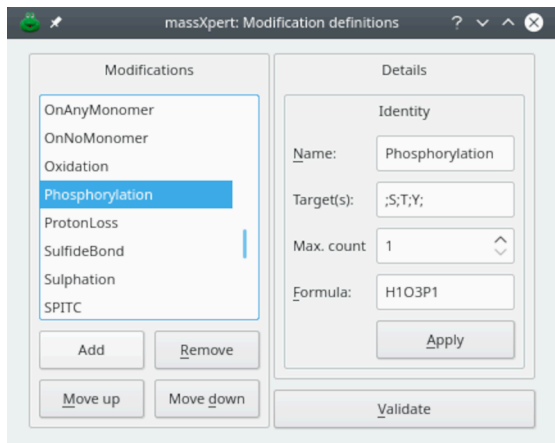 massXpert: Modification definitions
Modifications
OnAnyMonomer
OnNoMonomer
Oxidation
Phosphorylation
ProtonLoss
SulfideBond
Sulphation
SPITC
Add
Remove
Move up
Move down
Details
Identity
Name:
Phosphorylation
Target(s):
;S;T;Y;
Max. count
1
Formula:
H1O3P1
Apply
Validate